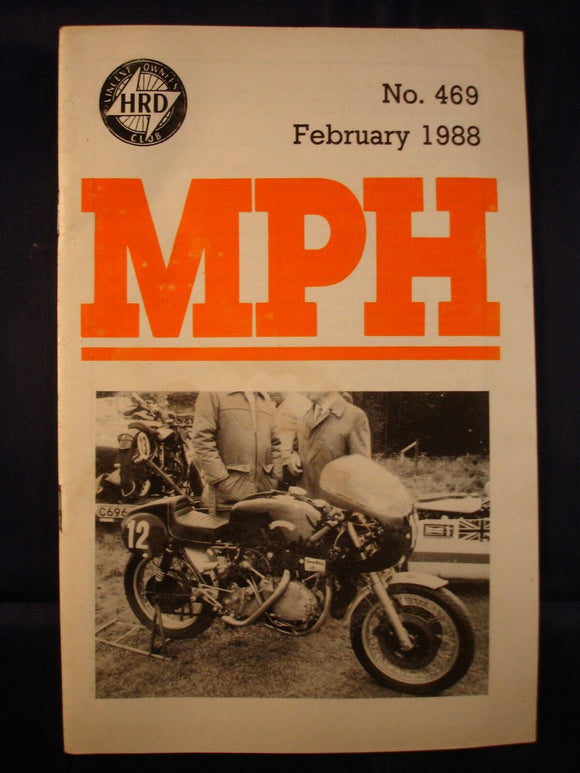 VINCENT OWNERS
HRD
CLUB
No. 469
February 1988
MPH
12
C696